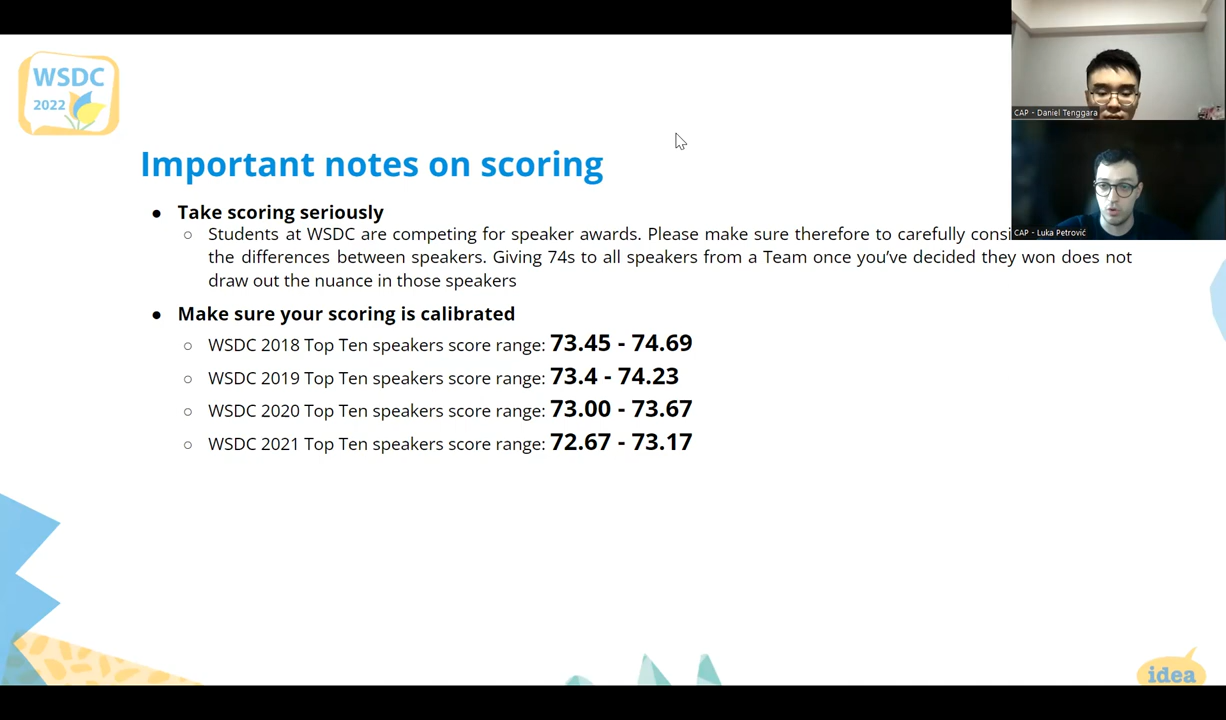 WSDC
2022
CAP - Daniel Tenggara
CAP - Luka Petrović
Important notes on scoring
● Take scoring seriously
○ Students at WSDC are competing for speaker awards. Please make sure therefore to carefully
the differences between speakers. Giving 74s to all speakers from a Team once you’ve decided they won does not
draw out the nuance in those speakers
● Make sure your scoring is calibrated
○ WSDC 2018 Top Ten speakers score range: 73.45 - 74.69
○ WSDC 2019 Top Ten speakers score range: 73.4 - 74.23
○ WSDC 2020 Top Ten speakers score range: 73.00 - 73.67
○ WSDC 2021 Top Ten speakers score range: 72.67 - 73.17
idea